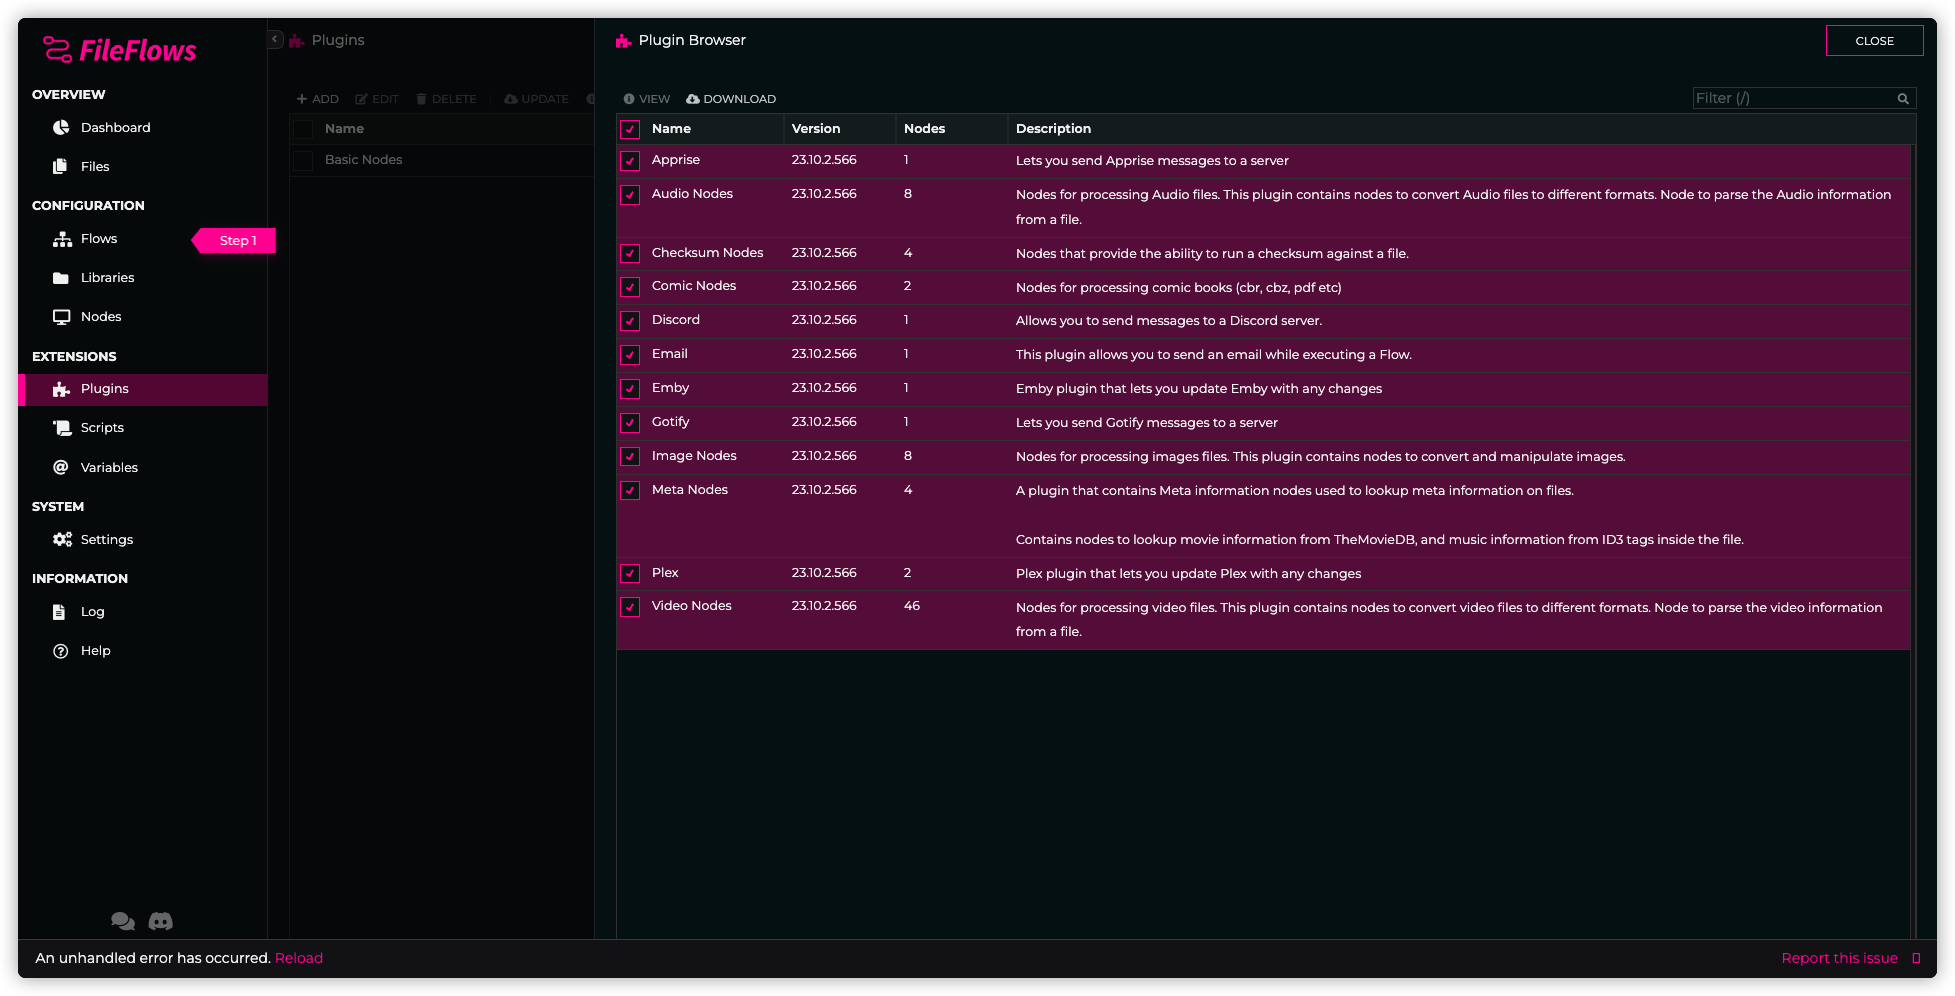 FileFlows
OVERVIEW
Dashboard
Files
CONFIGURATION
Flows
Step 1
Libraries
Nodes
EXTENSIONS
Plugins
Scripts
Variables
SYSTEM
Settings
INFORMATION
Log
Help
Plugins
ADD EDIT DELETE UPDATE
Name
Basic Nodes
Plugin Browser
CLOSE
VIEW DOWNLOAD
Filter (/)
Name Version Nodes Description
Apprise 23.10.2.566 1 Lets you send Apprise messages to a server
Audio Nodes 23.10.2.566 8 Nodes for processing Audio files. This plugin contains nodes to convert Audio files to different formats. Node to parse the Audio information
from a file.
Checksum Nodes 23.10.2.566 4 Nodes that provide the ability to run a checksum against a file.
Comic Nodes 23.10.2.566 2 Nodes for processing comic books (cbr, cbz, pdf etc)
Discord 23.10.2.566 1 Allows you to send messages to a Discord server.
Email 23.10.2.566 1 This plugin allows you to send an email while executing a Flow.
Emby 23.10.2.566 1 Emby plugin that lets you update Emby with any changes
Gotify 23.10.2.566 1 Lets you send Gotify messages to a server
Image Nodes 23.10.2.566 8 Nodes for processing images files. This plugin contains nodes to convert and manipulate images.
Meta Nodes 23.10.2.566 4 A plugin that contains Meta information nodes used to lookup meta information on files.
Contains nodes to lookup movie information from TheMovieDB, and music information from ID3 tags inside the file.
Plex 23.10.2.566 2 Plex plugin that lets you update Plex with any changes
Video Nodes 23.10.2.566 46 Nodes for processing video files. This plugin contains nodes to convert video files to different formats. Node to parse the video information
from a file.
An unhandled error has occurred. Reload
Report this issue